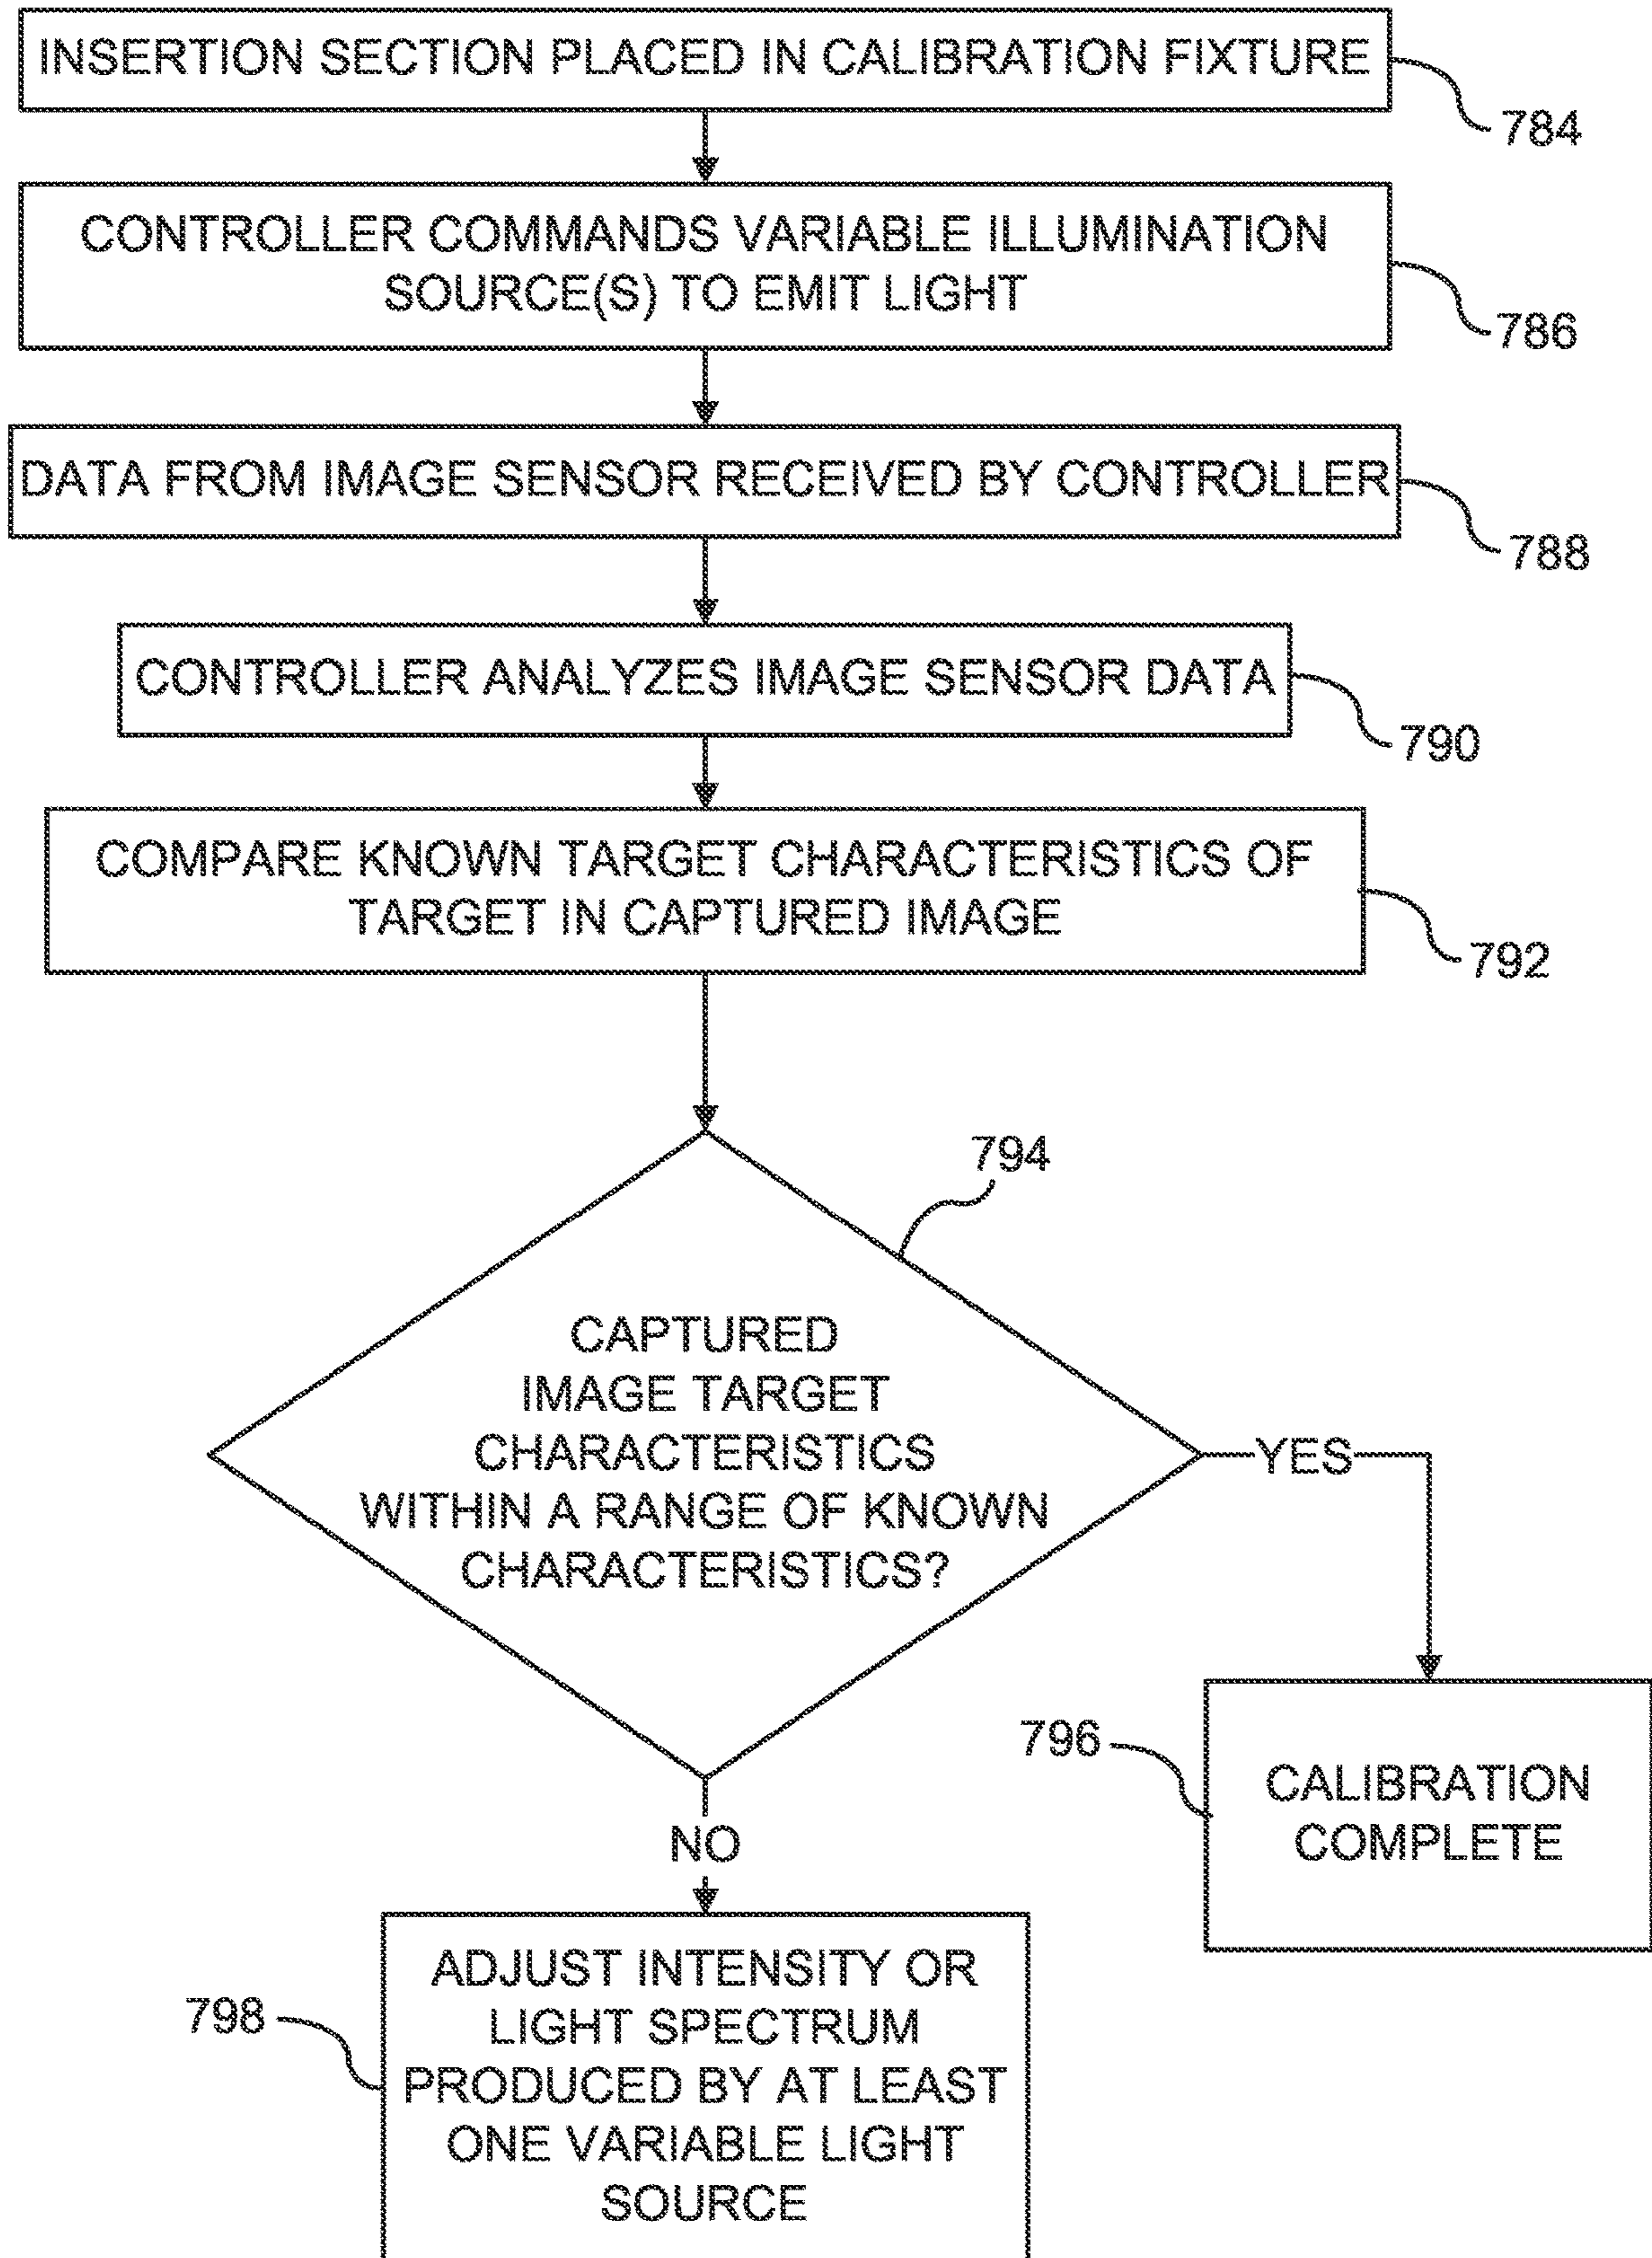 INSERTION SECTION PLACED IN CALIBRATION FIXTURE
784
CONTROLLER COMMANDS VARIABLE ILLUMINATION
SOURCE(S) TO EMIT LIGHT
786
DATA FROM IMAGE SENSOR RECEIVED BY CONTROLLER
788
CONTROLLER ANALYZES IMAGE SENSOR DATA
790
COMPARE KNOWN TARGET CHARACTERISTICS OF
TARGET IN CAPTURED IMAGE
792
794
CAPTURED
IMAGE TARGET
CHARACTERISTICS
WITHIN A RANGE OF KNOWN
CHARACTERISTICS?
YES
796
CALIBRATION
COMPLETE
NO
798
ADJUST INTENSITY OR
LIGHT SPECTRUM
PRODUCED BY AT LEAST
ONE VARIABLE LIGHT
SOURCE